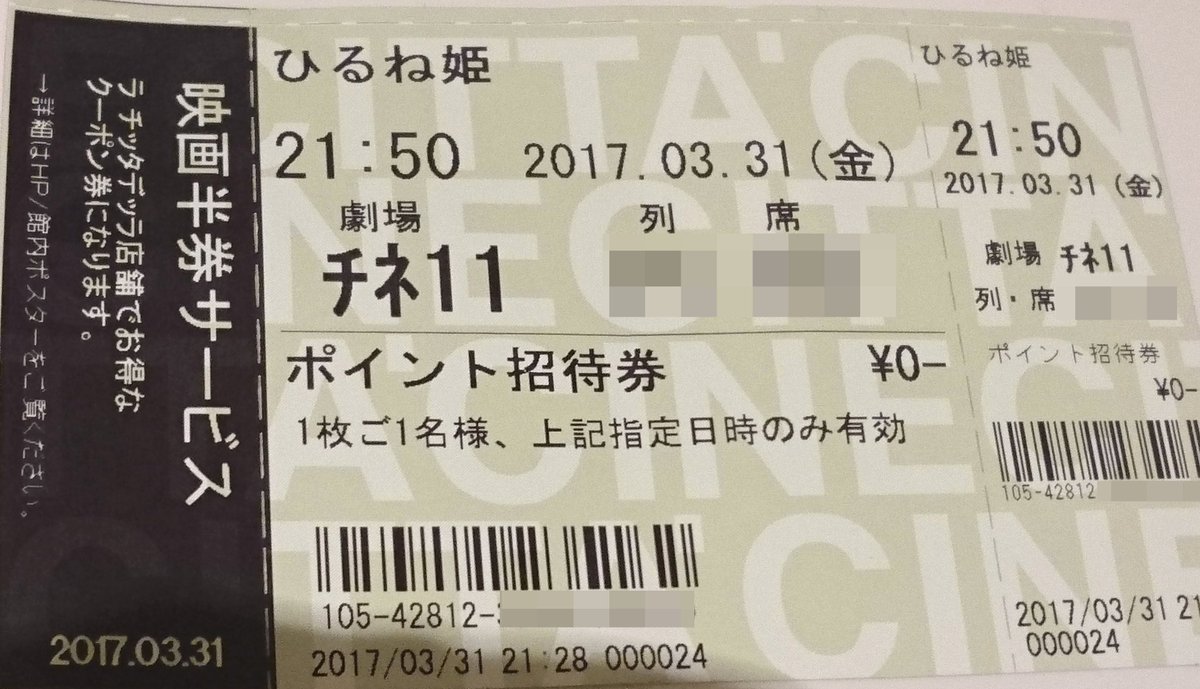 映画半券サービス
ラ チッタデッラ店舗でお得な
クーポン券になります。
→詳細はHP/館内ポスターをご覧ください。
2017.03.31
ひるね姫
21:50 2017.03.31(金)
劇場 列 席
チネ11
ポイント招待券 ¥0-
1枚ご1名様、上記指定日時のみ有効
105-42812-
2017/03/31 21:28 000024
ひるね姫
21:50
2017.03.31(金)
劇場 チネ11
列・席
ポイント招待券
¥0-
105-42812
2017/03/31 21
000024